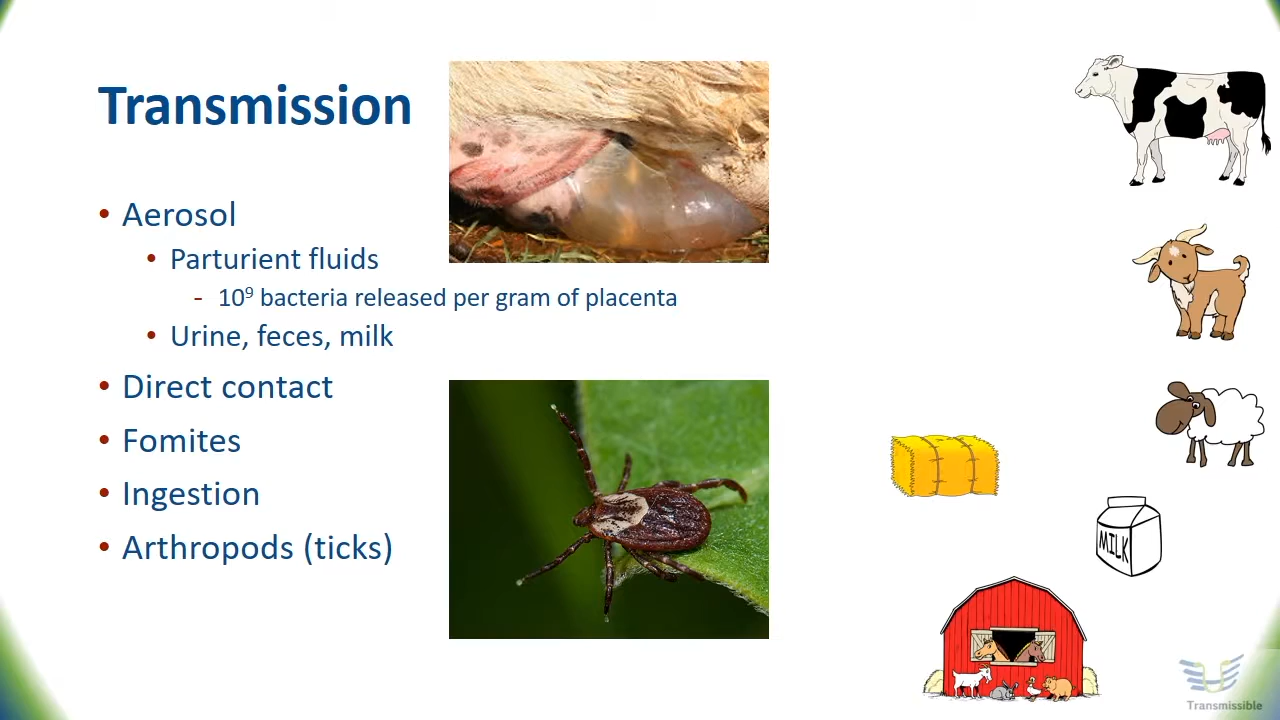 Transmission
• Aerosol
• Parturient fluids
- 10⁹ bacteria released per gram of placenta
• Urine, feces, milk
• Direct contact
• Fomites
• Ingestion
• Arthropods (ticks)
MILK
Transmissible